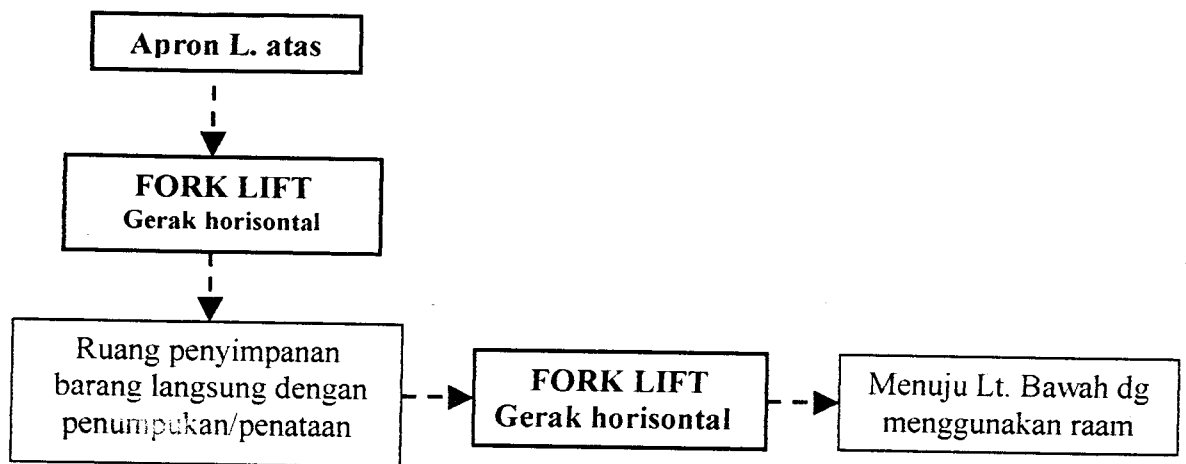 Apron L. atas
FORK LIFT
Gerak horisontal
Ruang penyimpanan
barang langsung dengan
penumpukan/penataan
FORK LIFT
Gerak horisontal
Menuju Lt. Bawah dg
menggunakan raam